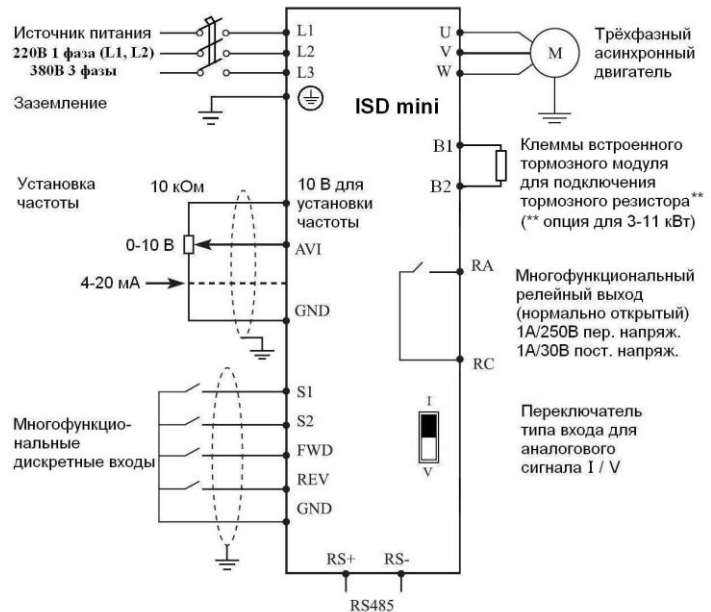 Источник питания
220В 1 фаза (L1, L2)
380В 3 фазы
Заземление
L1
L2
L3
ISD mini
U
V
W
M
Трёхфазный
асинхронный
двигатель
B1
B2
Клеммы встроенного
тормозного модуля
для подключения
тормозного резистора**
(** опция для 3-11 кВт)
Установка
частоты
10 кОм
0-10 В
4-20 мА
10 В для
установки
частоты
AVI
GND
RA
RC
Многофункциональный
релейный выход
(нормально открытый)
1А/250В пер. напряж.
1А/30В пост. напряж.
Многофункцио-
нальные
дискретные входы
S1
S2
FWD
REV
GND
I
V
Переключатель
типа входа для
аналогового
сигнала I / V
RS+
RS-
RS485